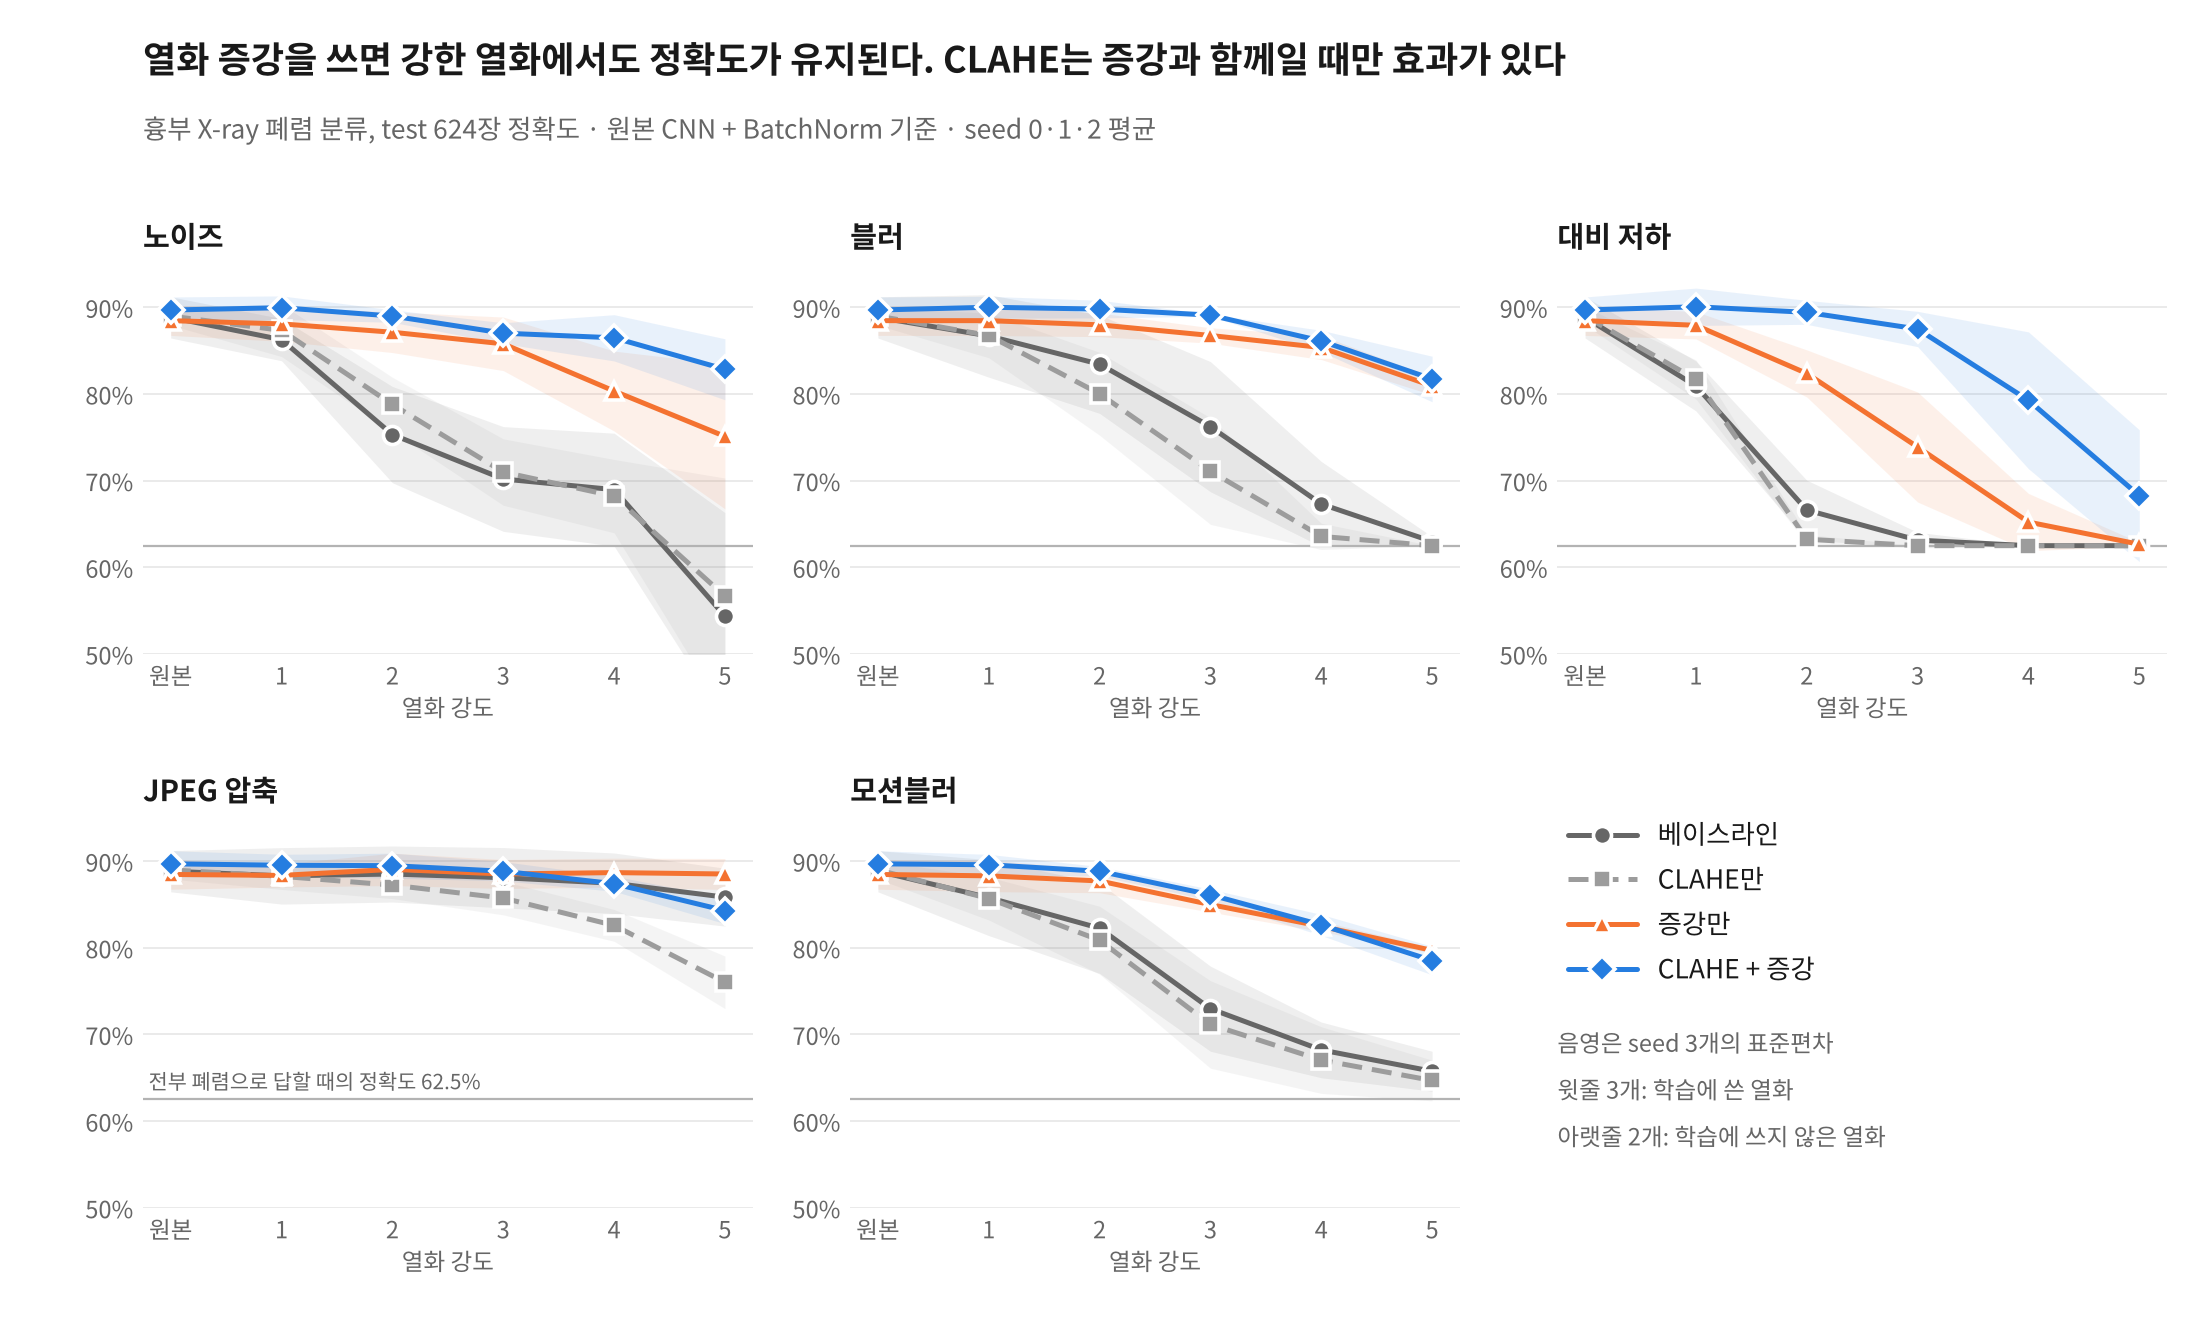 열화 증강을 쓰면 강한 열화에서도 정확도가 유지된다. CLAHE는 증강과 함께일 때만 효과가 있다
흉부 X-ray 폐렴 분류, test 624장 정확도 · 원본 CNN + BatchNorm 기준 · seed 0·1·2 평균
노이즈
90%
80%
70%
60%
50%
원본 1 2 3 4 5
열화 강도
블러
90%
80%
70%
60%
50%
원본 1 2 3 4 5
열화 강도
대비 저하
90%
80%
70%
60%
50%
원본 1 2 3 4 5
열화 강도
JPEG 압축
90%
80%
70%
전부 폐렴으로 답할 때의 정확도 62.5%
60%
50%
원본 1 2 3 4 5
열화 강도
모션블러
90%
80%
70%
60%
50%
원본 1 2 3 4 5
열화 강도
베이스라인
CLAHE만
증강만
CLAHE + 증강
음영은 seed 3개의 표준편차
윗줄 3개: 학습에 쓴 열화
아랫줄 2개: 학습에 쓰지 않은 열화